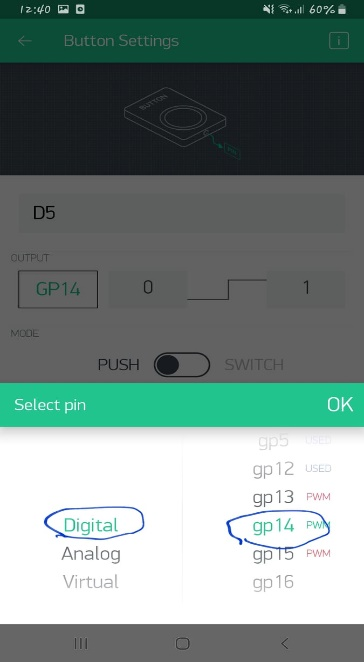 12:40 60%
Button Settings i
BUTTON
D5
OUTPUT
GP14 0 1
MODE
PUSH SWITCH
Select pin OK
gp5 USED
gp12 USED
gp13 PWM
Digital gp14 PWM
Analog gp15 PWM
Virtual gp16